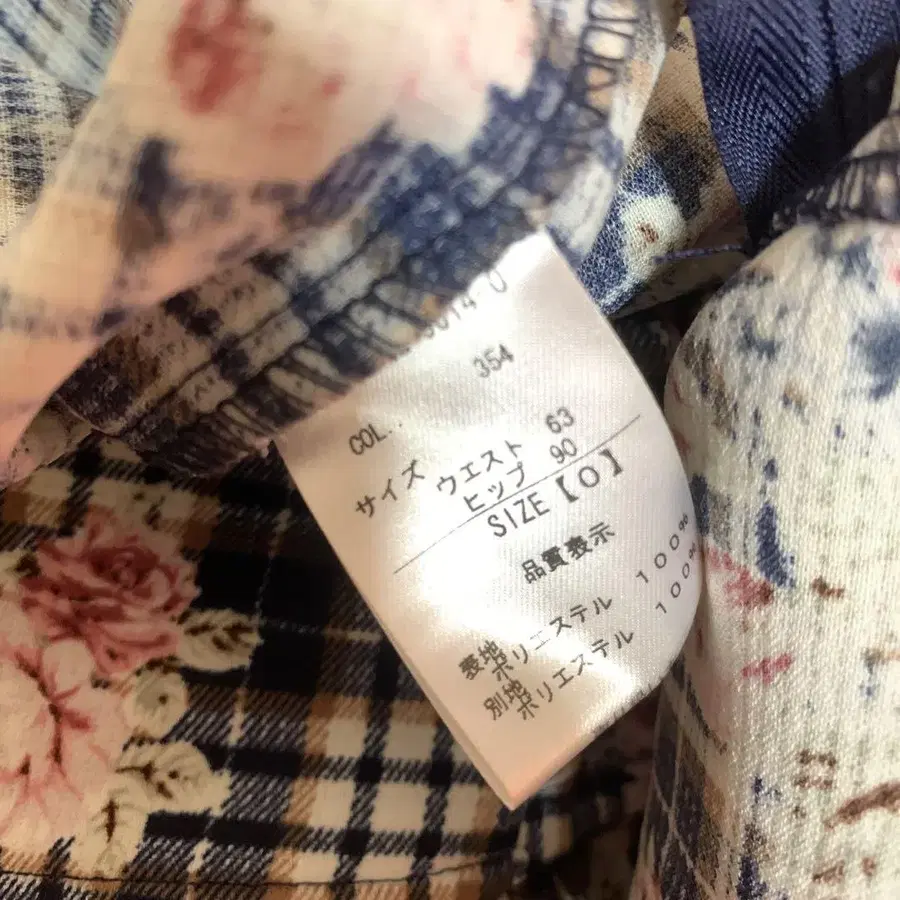 354
COL..
サイズ ウエスト 63
ヒップ 90
SIZE【O】
品質表示
表地
ポリエステル 100%
別地
ポリエステル 100%